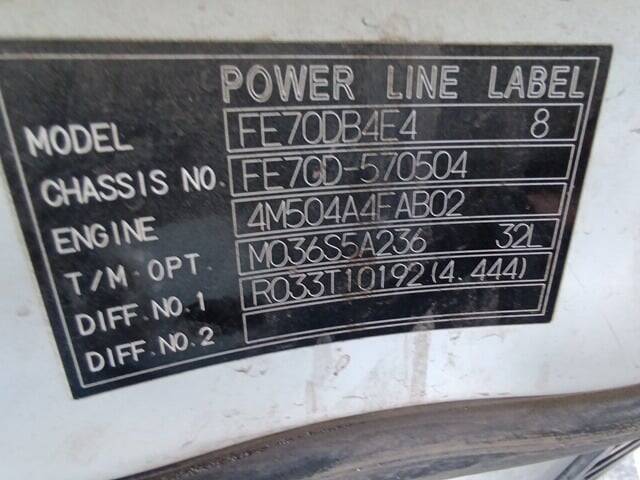 POWER LINE LABEL
MODEL FE70DB4E4 8
CHASSIS NO. FE70D-570504
ENGINE 4M504A4EAB02
T/M OPT. M036S5A236 32L
DIFF.NO.1 R033T10192(4.444)
DIFF.NO.2